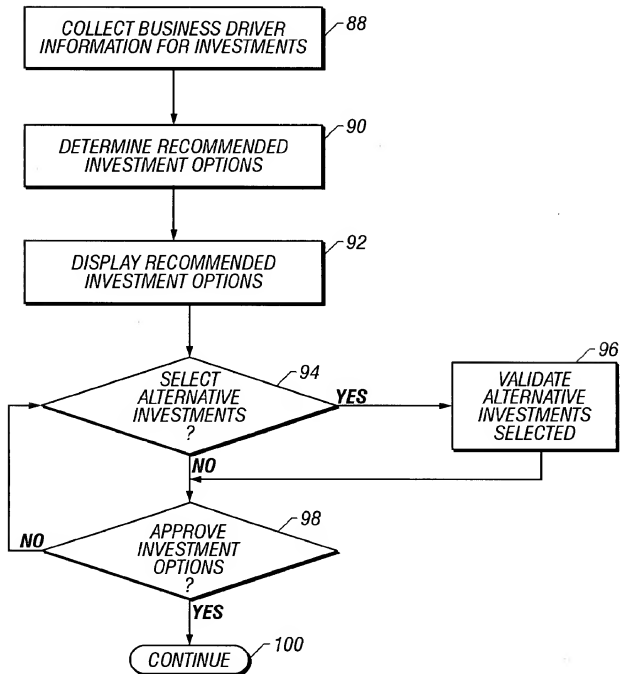 COLLECT BUSINESS DRIVER
INFORMATION FOR INVESTMENTS
88
DETERMINE RECOMMENDED
INVESTMENT OPTIONS
90
DISPLAY RECOMMENDED
INVESTMENT OPTIONS
92
SELECT
ALTERNATIVE
INVESTMENTS
?
94
YES
VALIDATE
ALTERNATIVE
INVESTMENTS
SELECTED
96
NO
APPROVE
INVESTMENT
OPTIONS
?
98
NO
YES
CONTINUE
100